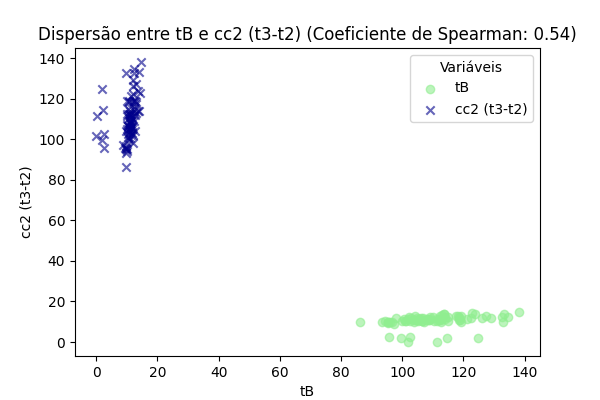 Dispersão entre tB e cc2 (t3-t2) (Coeficiente de Spearman: 0.54)
140
120
100
80
60
40
20
0
cc2 (t3-t2)
Variáveis
tB
cc2 (t3-t2)
0 20 40 60 80 100 120 140
tB